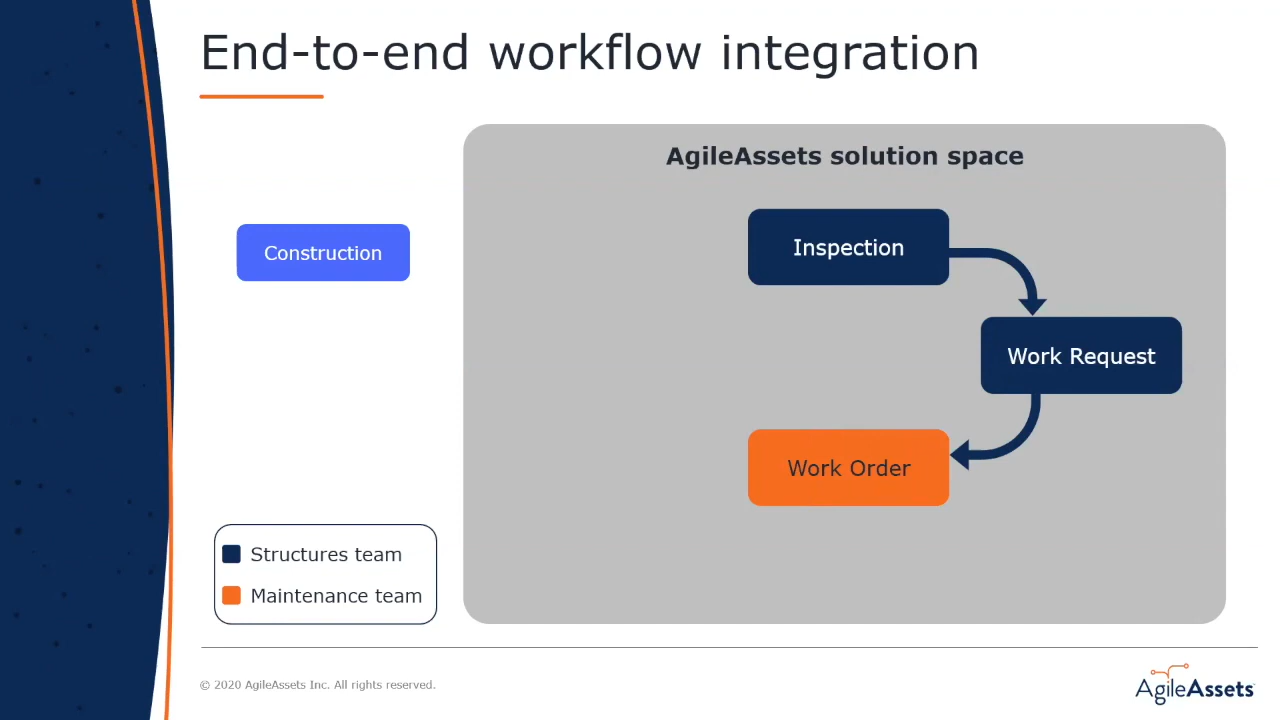 End-to-end workflow integration
AgileAssets solution space
Construction
Inspection
Work Request
Work Order
Structures team
Maintenance team
© 2020 AgileAssets Inc. All rights reserved.
AgileAssets